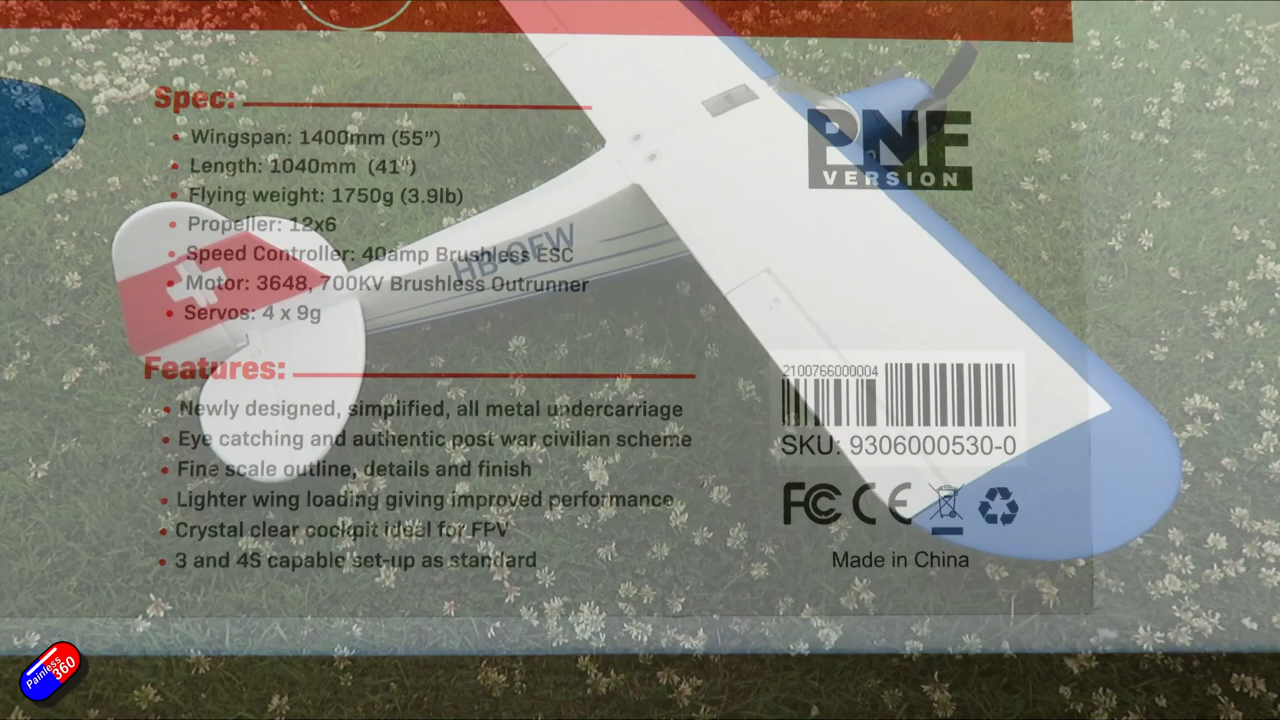 Spec:
• Wingspan: 1400mm (55”)
• Length: 1040mm (41")
• Flying weight: 1750g (3.9lb)
• Propeller: 12x6
• Speed Controller: 40amp Brushless ESC
• Motor: 3648, 700KV Brushless Outrunner
• Servos: 4 x 9g
Features:
• Newly designed, simplified, all metal undercarriage
• Eye catching and authentic post war civilian scheme
• Fine scale outline, details and finish
• Lighter wing loading giving improved performance
• Crystal clear cockpit ideal for FPV
• 3 and 4S capable set-up as standard
HB-OEW
PNF
VERSION
2100766000004
SKU: 9306000530-0
FC CE
Made in China
Painless
360